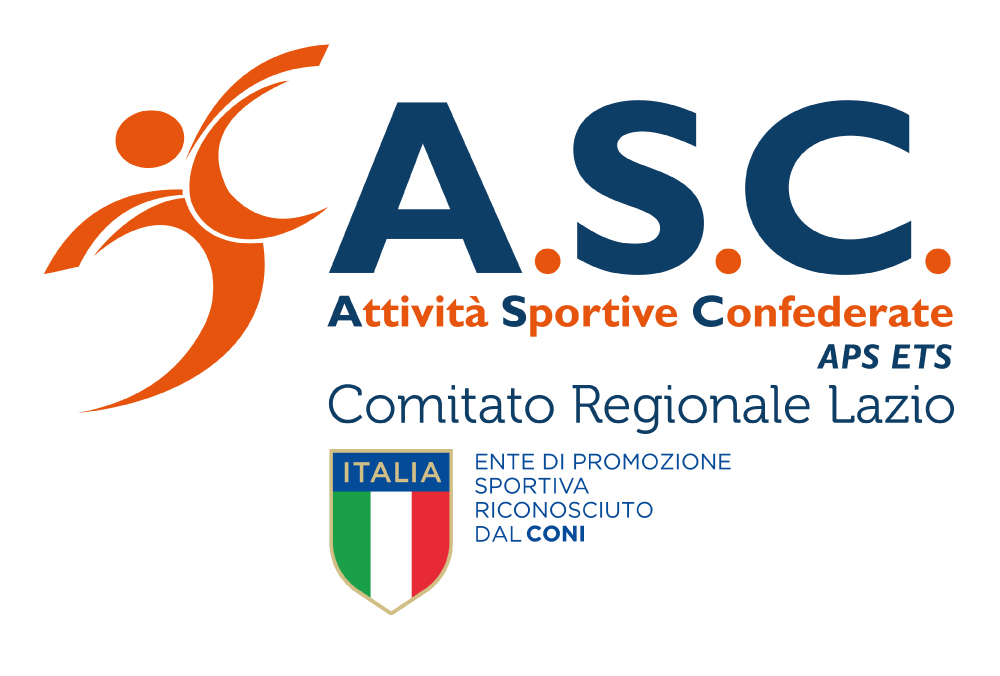 A.S.C.
Attività Sportive Confederate
APS ETS
Comitato Regionale Lazio
ITALIA
ENTE DI PROMOZIONE
SPORTIVA
RICONOSCIUTO
DAL CONI